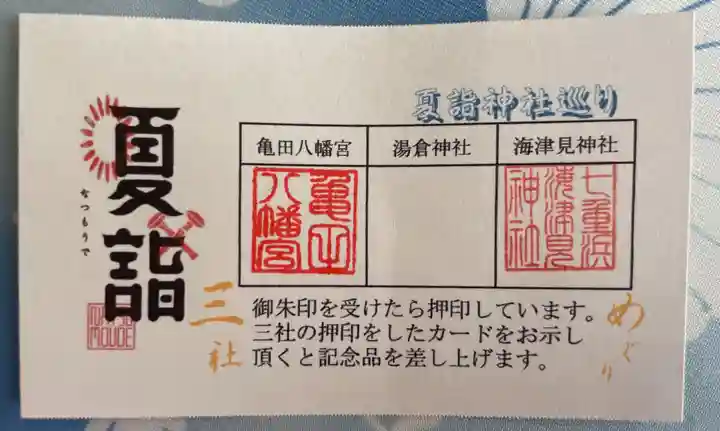 夏詣
なつもうで
夏詣神社巡り
亀田八幡宮 湯倉神社 海津見神社
亀田八幡宮
七重浜海津見神社
御朱印を受けたら押印しています。
三社の押印をしたカードをお示し
頂くと記念品を差し上げます。
三社
めぐり